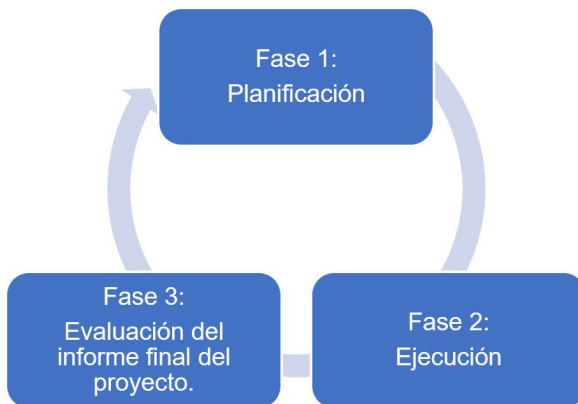 Fase 1:
Planificación
Fase 2:
Ejecución
Fase 3:
Evaluación del
informe final del
proyecto.